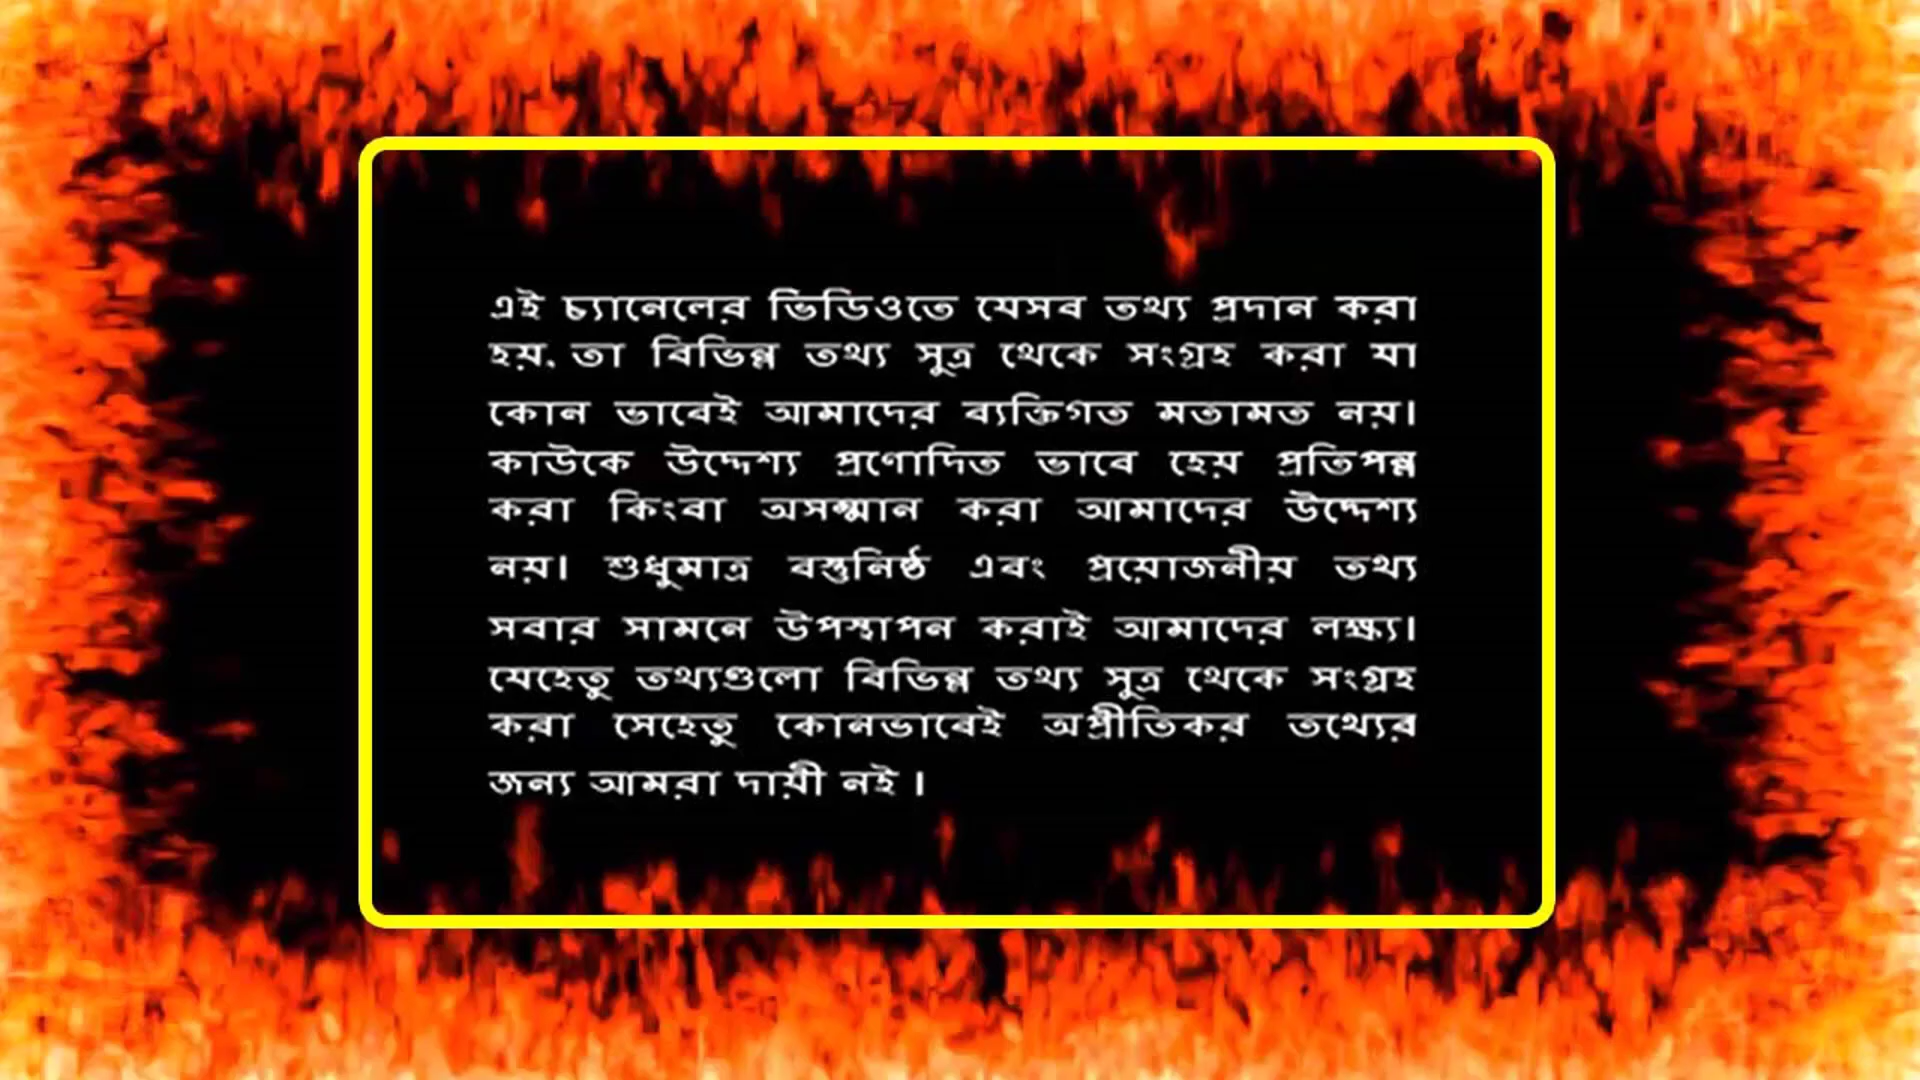 এই চ্যানেলের ভিডিওতে যেসব তথ্য প্রদান করা
হয়, তা বিভিন্ন তথ্য সুত্র থেকে সংগ্রহ করা যা
কোন ভাবেই আমাদের ব্যক্তিগত মতামত নয়।
কাউকে উদ্দেশ্য প্রণোদিত ভাবে হেয় প্রতিপন্ন
করা কিংবা অসম্মান করা আমাদের উদ্দেশ্য
নয়। শুধুমাত্র বস্তুনিষ্ঠ এবং প্রয়োজনীয় তথ্য
সবার সামনে উপস্থাপন করাই আমাদের লক্ষ্য।
যেহেতু তথ্যগুলো বিভিন্ন তথ্য সুত্র থেকে সংগ্রহ
করা সেহেতু কোনভাবেই অপ্রীতিকর তথ্যের
জন্য আমরা দায়ী নই ।